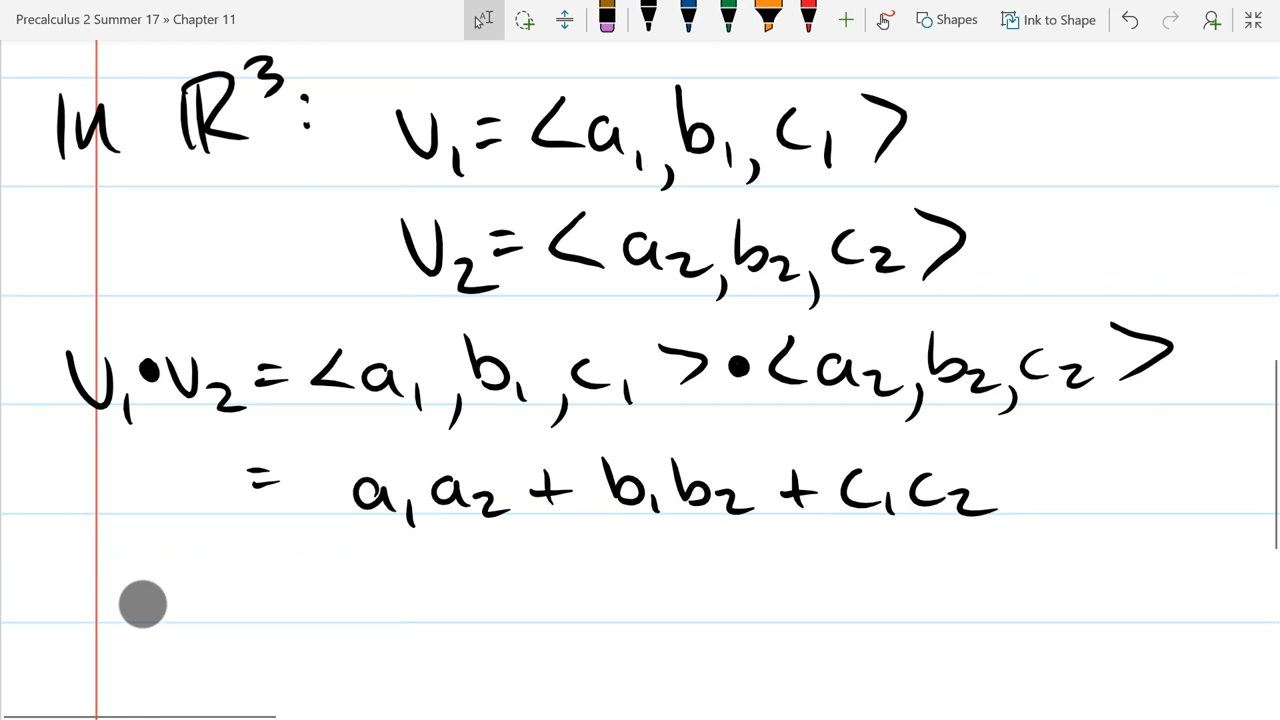 Precalculus 2 Summer 17 » Chapter 11
Shapes
Ink to Shape
In ℝ³: v₁ = <a₁, b₁, c₁>
v₂ = <a₂, b₂, c₂>
v₁ • v₂ = <a₁, b₁, c₁> • <a₂, b₂, c₂>
= a₁a₂ + b₁b₂ + c₁c₂